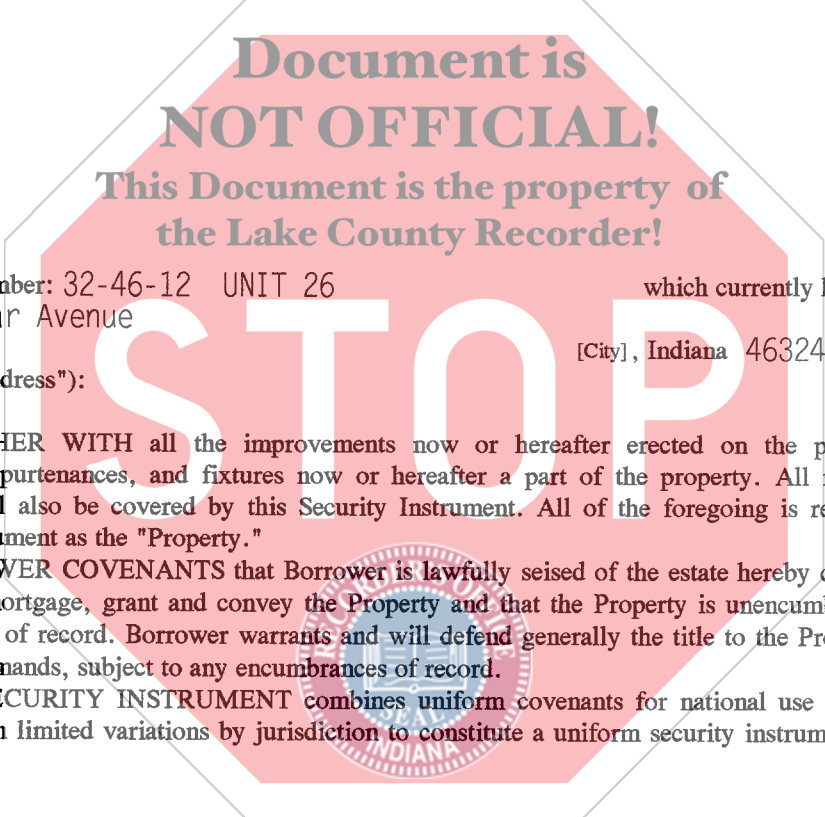 Document is
NOT OFFICIAL!
This Document is the property of
the Lake County Recorder!
nber: 32-46-12 UNIT 26 which currently
r Avenue
[City], Indiana 46324
dress"):
STOP
HER WITH all the improvements now or hereafter erected on the p
purtenances, and fixtures now or hereafter a part of the property. All
l also be covered by this Security Instrument. All of the foregoing is re
ument as the "Property."
WER COVENANTS that Borrower is lawfully seised of the estate hereby c
ortgage, grant and convey the Property and that the Property is unencum
of record. Borrower warrants and will defend generally the title to the Pro
mands, subject to any encumbrances of record.
ECURITY INSTRUMENT combines uniform covenants for national use
limited variations by jurisdiction to constitute a uniform security instrum
SEAL
INDIANA